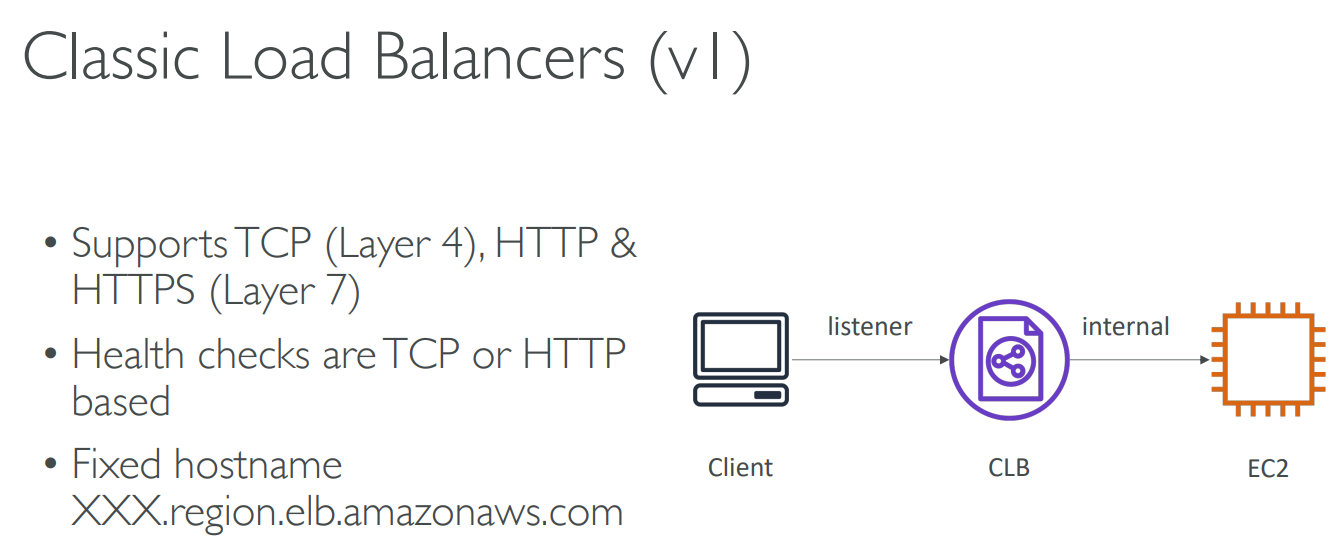 Classic Load Balancers (v1)
• Supports TCP (Layer 4), HTTP &
HTTPS (Layer 7)
• Health checks are TCP or HTTP
based
• Fixed hostname
XXX.region.elb.amazonaws.com
listener
internal
Client
CLB
EC2